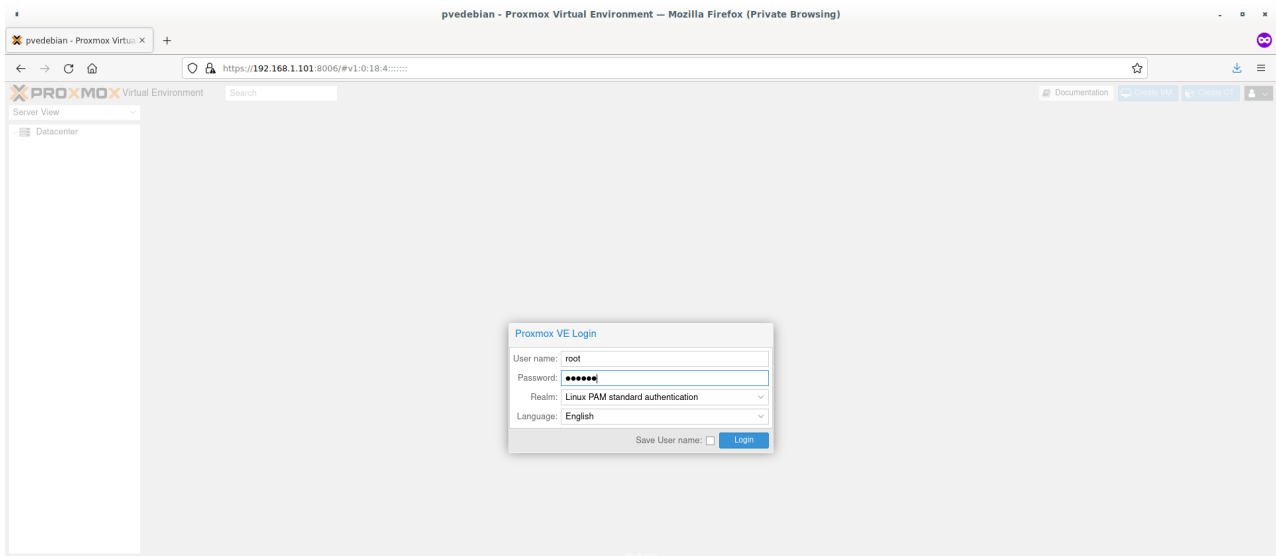 pvedebian - Proxmox Virtual Environment — Mozilla Firefox (Private Browsing)
pvedebian - Proxmox Virtua
https://192.168.1.101:8006/#v1:0:18:4:::::::
PROXMOX Virtual Environment Search Documentation Create VM Create CT
Server View
Datacenter
Proxmox VE Login
User name: root
Password: ●●●●●●
Realm: Linux PAM standard authentication
Language: English
Save User name: Login